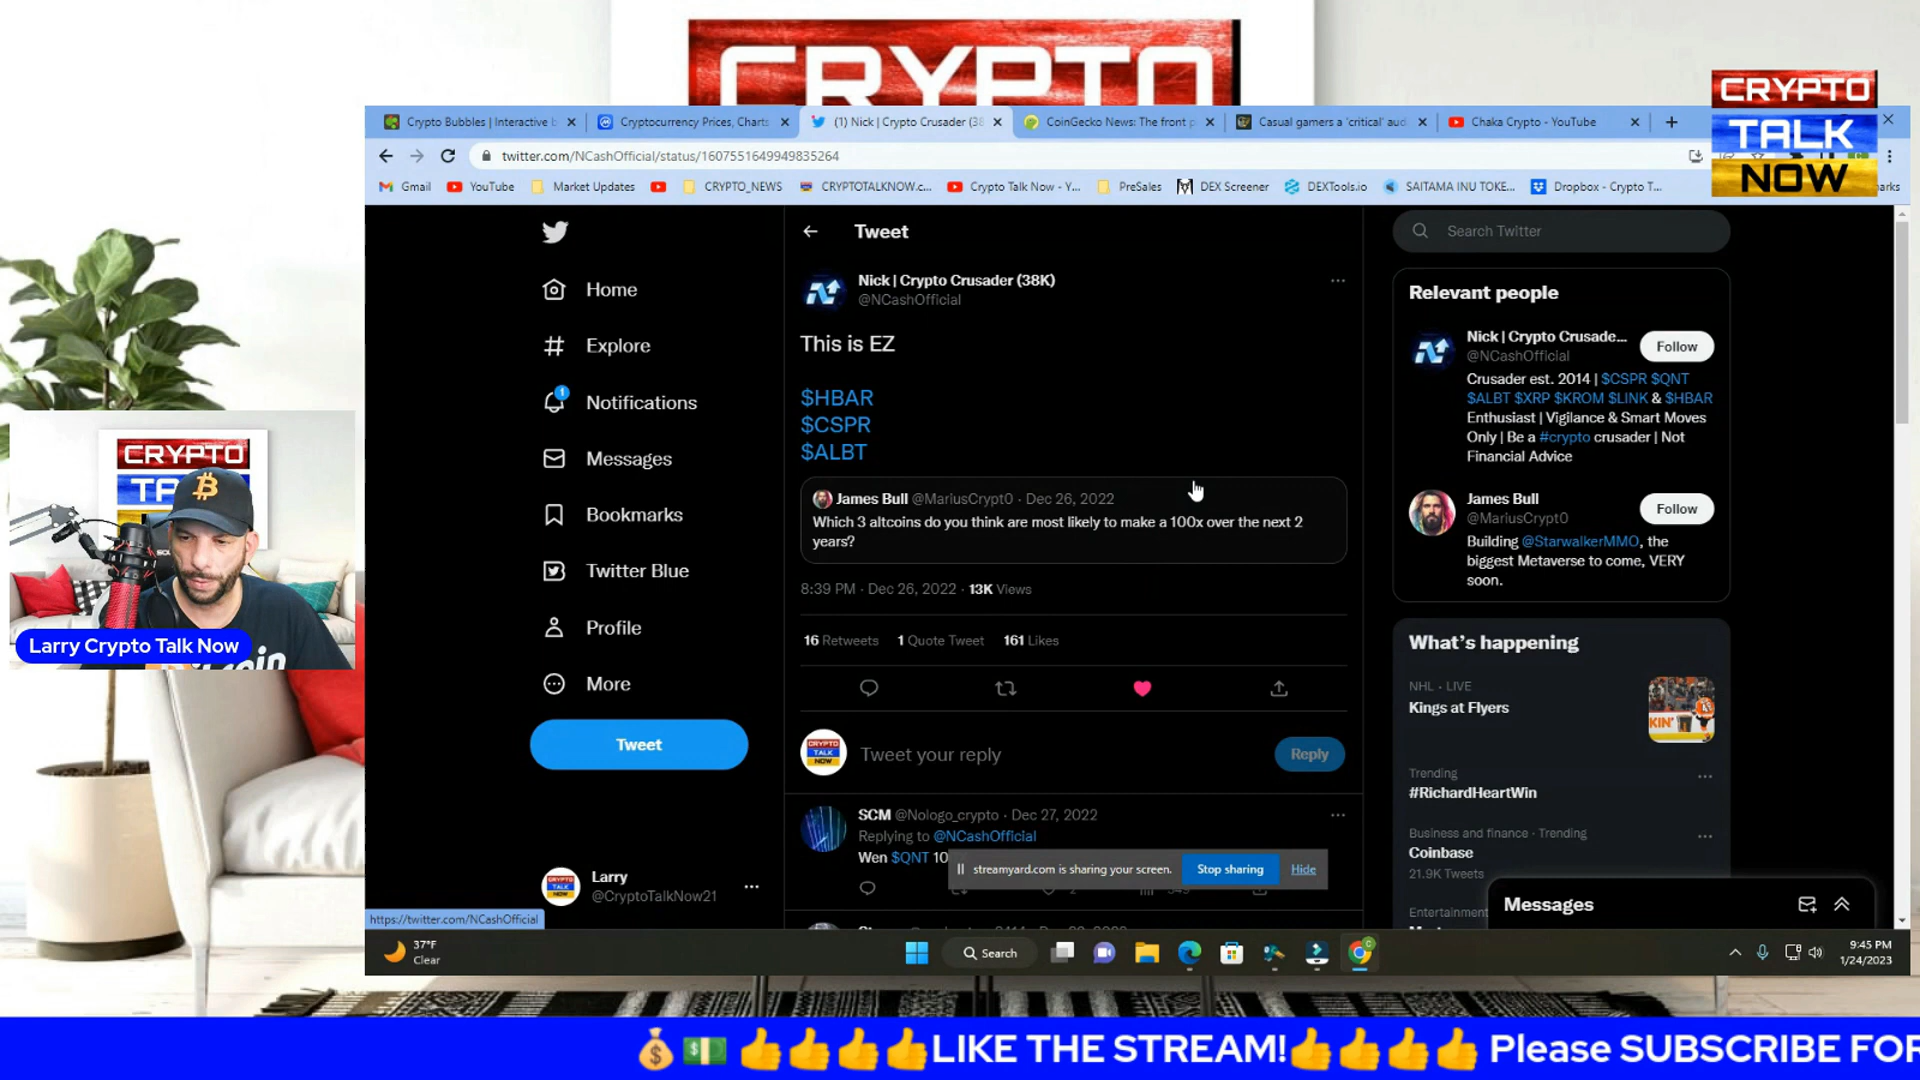 CRYPTO
CRYPTO
TALK
NOW
Crypto Bubbles | Interactive b
Cryptocurrency Prices, Charts
(1) Nick | Crypto Crusader (38
CoinGecko News: The front p
Casual gamers a 'critical' aud
Chaka Crypto - YouTube
twitter.com/NCashOfficial/status/1607551649949835264
Gmail
YouTube
Market Updates
CRYPTO_NEWS
CRYPTOTALKNOW.c...
Crypto Talk Now - Y...
PreSales
DEX Screener
DEXTools.io
SAITAMA INU TOKE...
Dropbox - Crypto T...
Home
Explore
Notifications
1
Messages
Bookmarks
Twitter Blue
Profile
More
Tweet
Larry
@CryptoTalkNow21
https://twitter.com/NCashOfficial
Tweet
Nick | Crypto Crusader (38K)
@NCashOfficial
This is EZ
$HBAR
$CSPR
$ALBT
James Bull @MariusCrypt0 · Dec 26, 2022
Which 3 altcoins do you think are most likely to make a 100x over the next 2
years?
8:39 PM · Dec 26, 2022 · 13K Views
16 Retweets 1 Quote Tweet 161 Likes
Tweet your reply
Reply
SCM @Nologo_crypto · Dec 27, 2022
Replying to @NCashOfficial
Wen $QNT 10
streamyard.com is sharing your screen.
Stop sharing
Hide
Search Twitter
Relevant people
Nick | Crypto Crusade...
@NCashOfficial
Follow
Crusader est. 2014 | $CSPR $QNT
$ALBT $XRP $KROM $LINK & $HBAR
Enthusiast | Vigilance & Smart Moves
Only | Be a #crypto crusader | Not
Financial Advice
James Bull
@MariusCrypt0
Follow
Building @StarwalkerMMO, the
biggest Metaverse to come, VERY
soon.
What's happening
NHL · LIVE
Kings at Flyers
Trending
#RichardHeartWin
Business and finance · Trending
Coinbase
21.9K Tweets
Entertainment
Messages
CRYPTO
Larry Crypto Talk Now
37°F
Clear
Search
9:45 PM
1/24/2023
LIKE THE STREAM!
Please SUBSCRIBE FOR